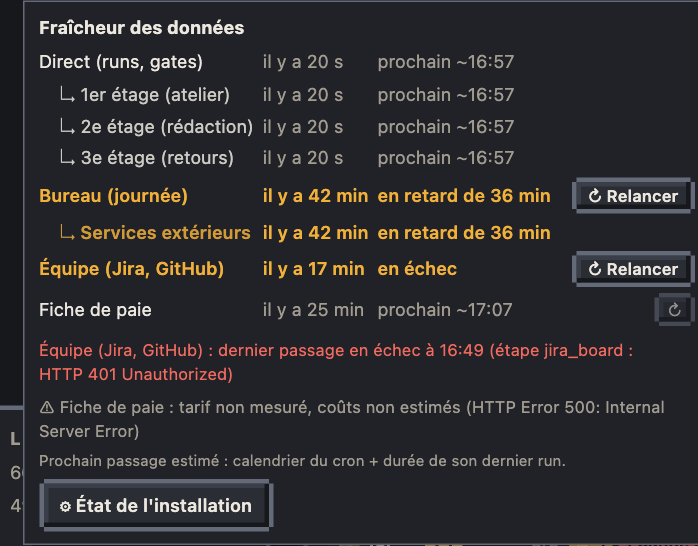 Fraîcheur des données
Direct (runs, gates) il y a 20 s prochain ~16:57
↳ 1er étage (atelier) il y a 20 s prochain ~16:57
↳ 2e étage (rédaction) il y a 20 s prochain ~16:57
↳ 3e étage (retours) il y a 20 s prochain ~16:57
Bureau (journée) il y a 42 min en retard de 36 min ↻ Relancer
↳ Services extérieurs il y a 42 min en retard de 36 min
Équipe (Jira, GitHub) il y a 17 min en échec ↻ Relancer
Fiche de paie il y a 25 min prochain ~17:07 ↻
Équipe (Jira, GitHub) : dernier passage en échec à 16:49 (étape jira_board :
HTTP 401 Unauthorized)
⚠ Fiche de paie : tarif non mesuré, coûts non estimés (HTTP Error 500: Internal
Server Error)
Prochain passage estimé : calendrier du cron + durée de son dernier run.
⚙ État de l'installation